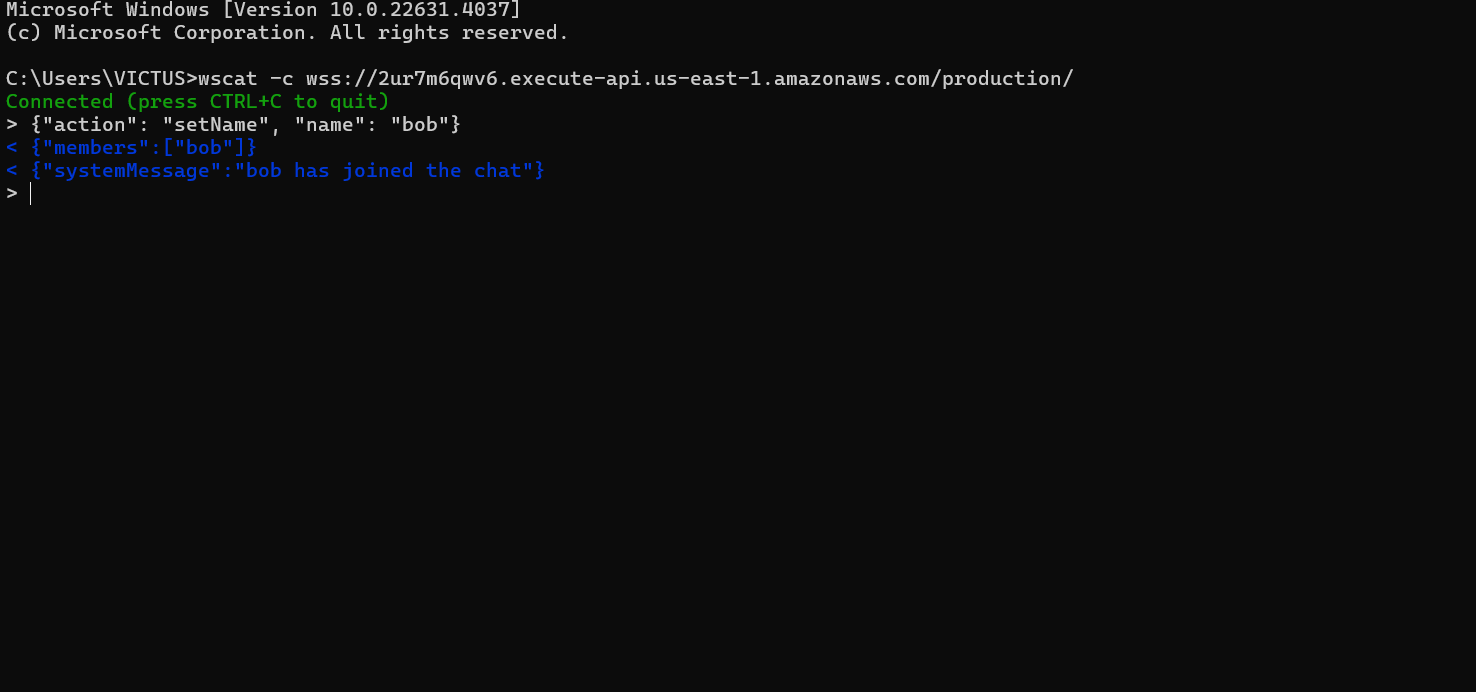 Microsoft Windows [Version 10.0.22631.4037]
(c) Microsoft Corporation. All rights reserved.
C:\Users\VICTUS>wscat -c wss://2ur7m6qwv6.execute-api.us-east-1.amazonaws.com/production/
Connected (press CTRL+C to quit)
> {"action": "setName", "name": "bob"}
< {"members":["bob"]}
< {"systemMessage":"bob has joined the chat"}
>